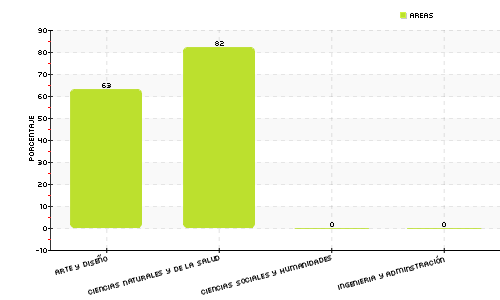 AREAS
PORCENTAJE
90
80
70
60
50
40
30
20
10
0
-10
63
82
0
0
ARTE Y DISEÑO
CIENCIAS NATURALES Y DE LA SALUD
CIENCIAS SOCIALES Y HUMANIDADES
INGENIERIA Y ADMINSTRACIÓN